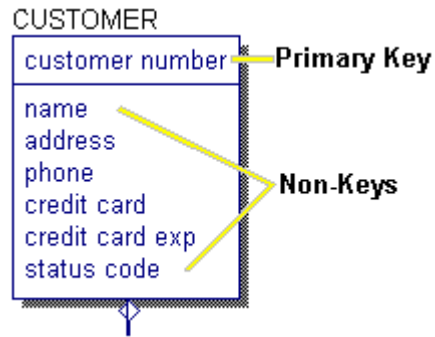 CUSTOMER
customer number
Primary Key
name
address
phone
credit card
credit card exp
status code
Non-Keys